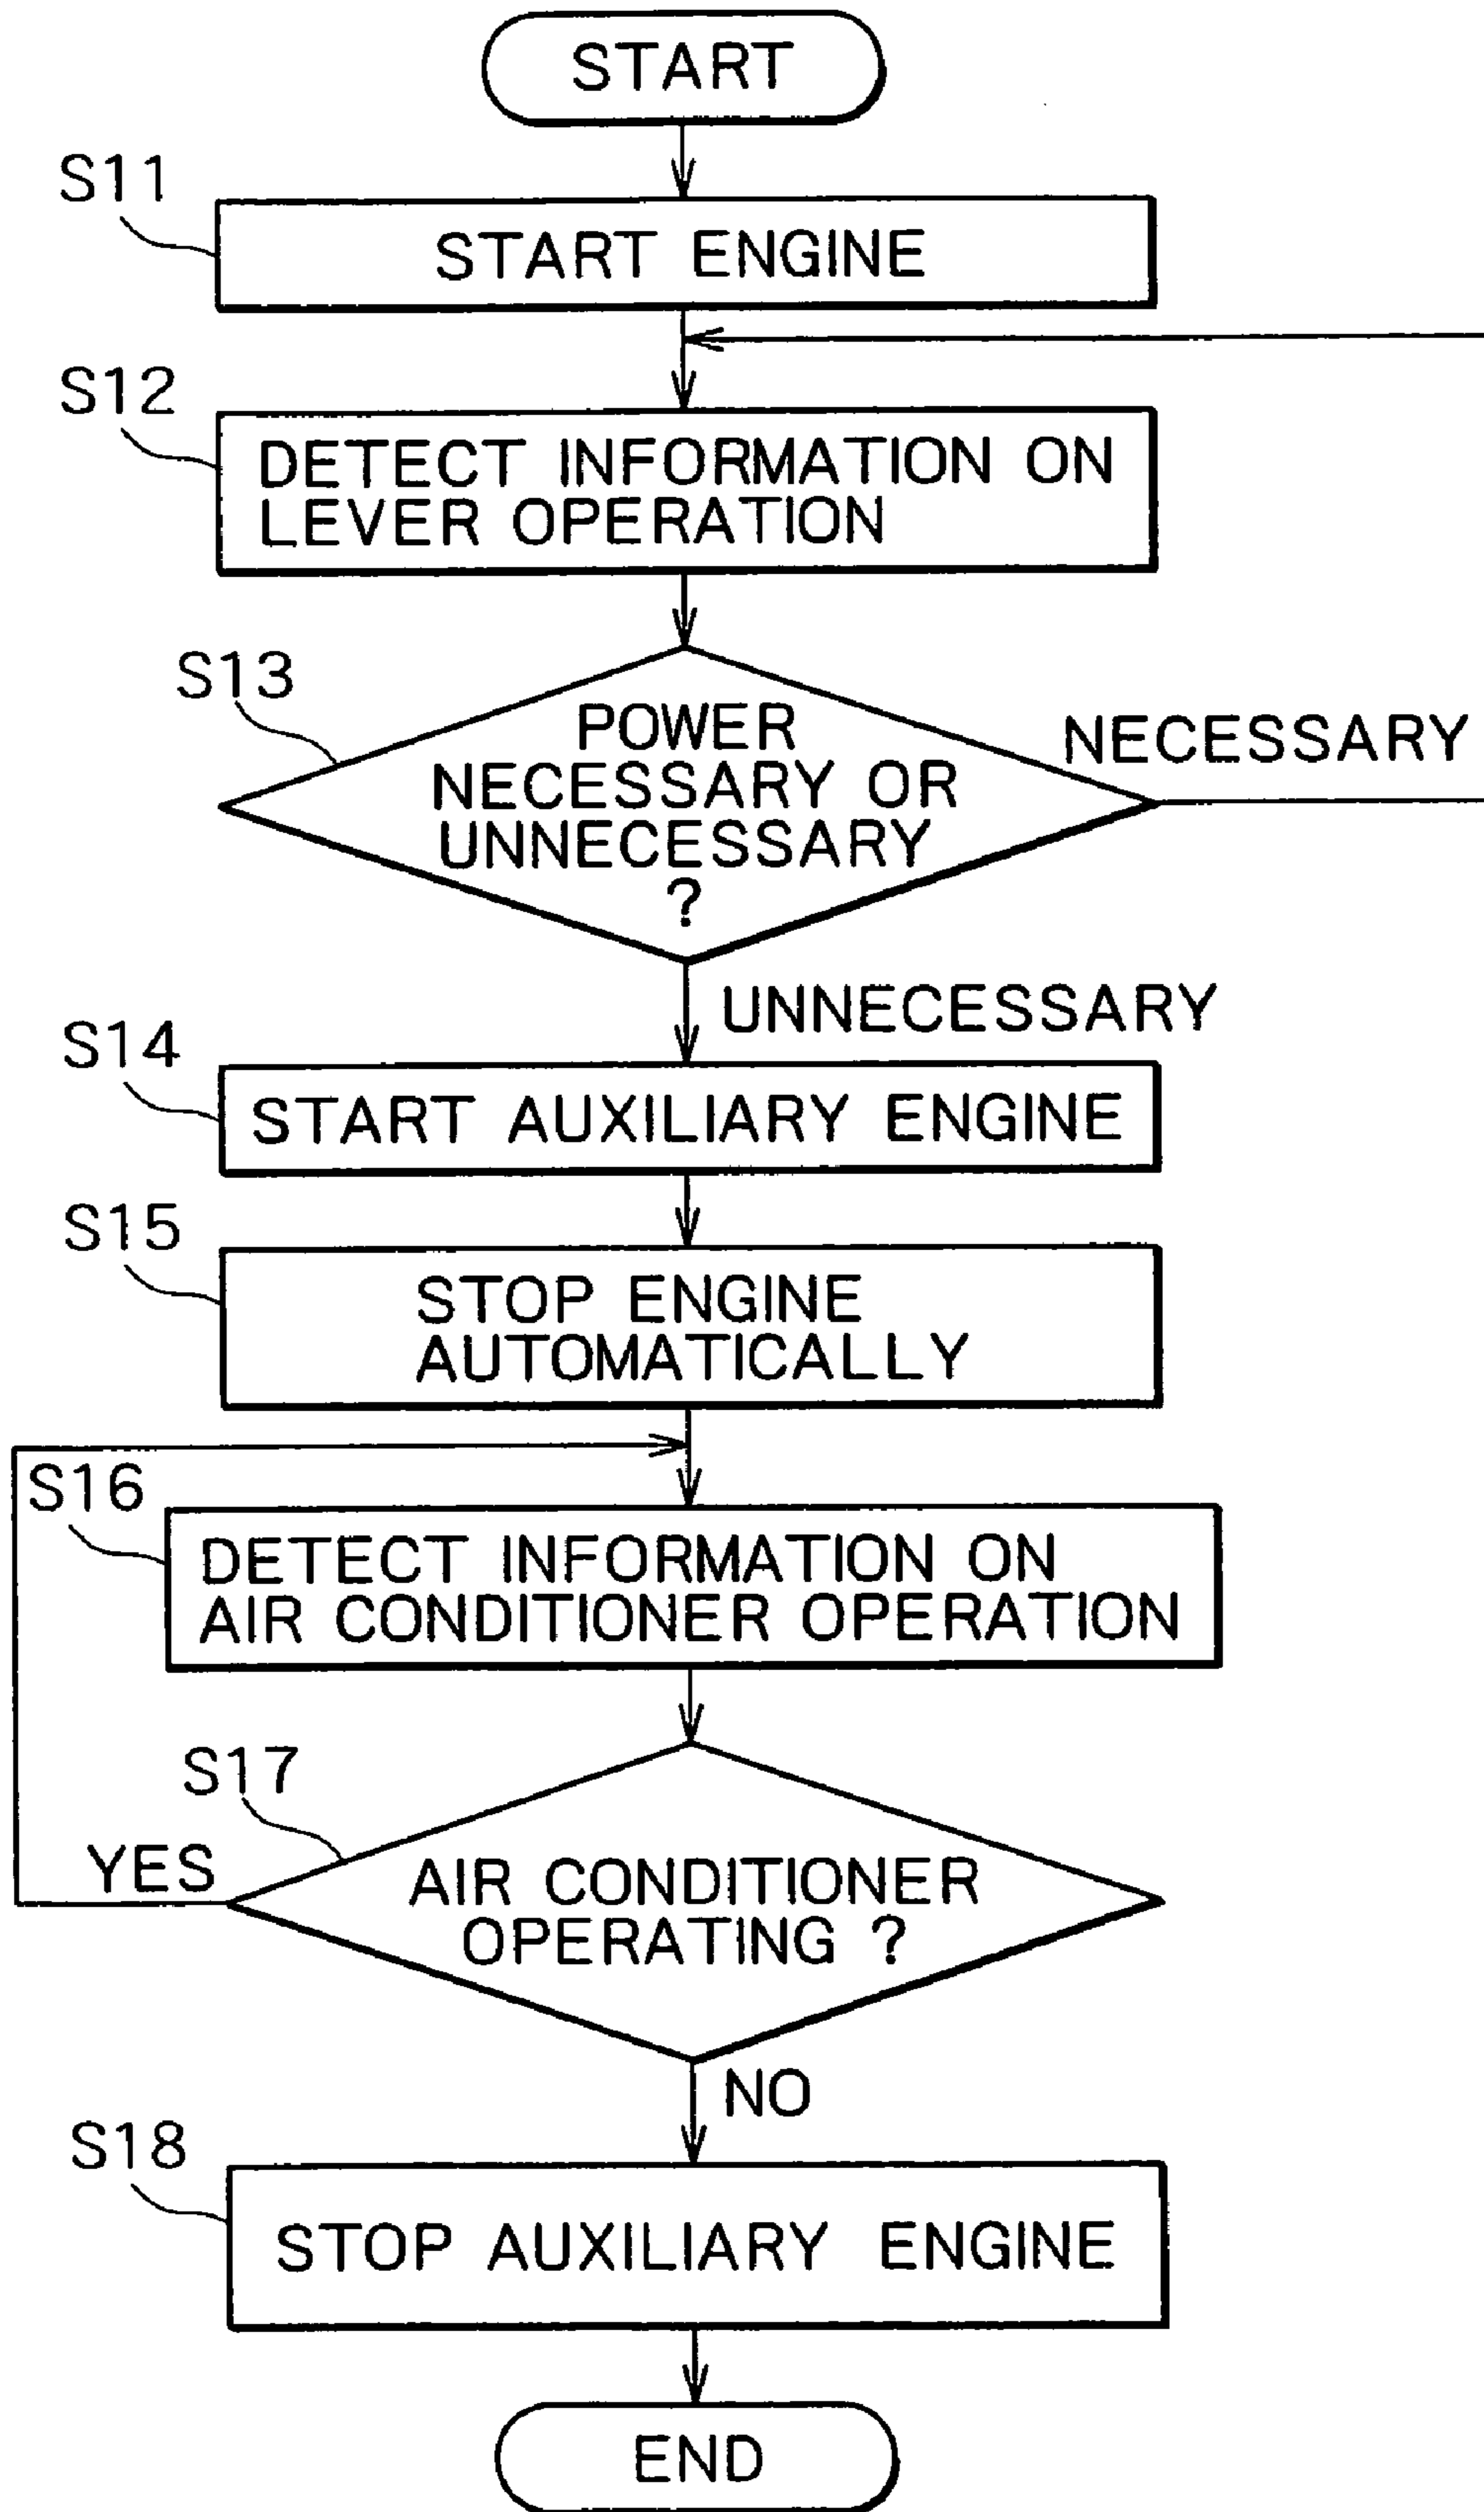 START
S11
START ENGINE
S12
DETECT INFORMATION ON
LEVER OPERATION
S13
POWER
NECESSARY OR
UNNECESSARY
?
NECESSARY
UNNECESSARY
S14
START AUXILIARY ENGINE
S15
STOP ENGINE
AUTOMATICALLY
S16
DETECT INFORMATION ON
AIR CONDITIONER OPERATION
S17
YES
AIR CONDITIONER
OPERATING ?
NO
S18
STOP AUXILIARY ENGINE
END